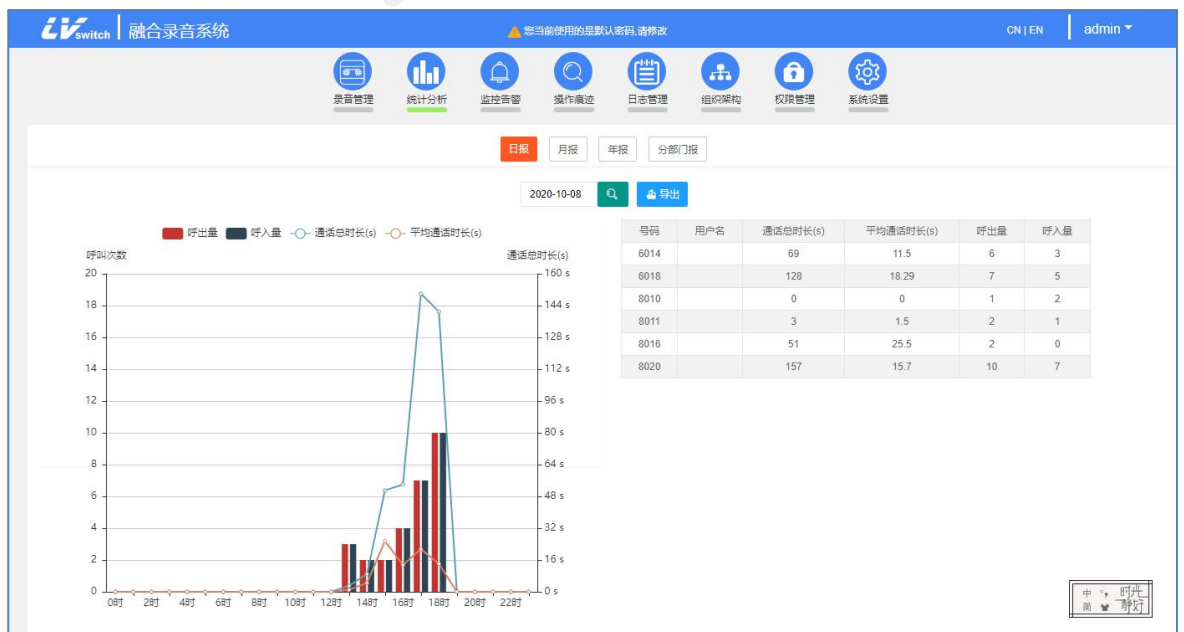 LVswitch 融合录音系统 您当前使用的是默认密码,请修改 CN | EN admin
录音管理 统计分析 监控告警 操作痕迹 日志管理 组织架构 权限管理 系统设置
日报 月报 年报 分部门报
2020-10-08 导出
呼出量 呼入量 通话总时长(s) 平均通话时长(s)
呼叫次数 通话总时长(s)
20 160 s
18 144 s
16 128 s
14 112 s
12 96 s
10 80 s
8 64 s
6 48 s
4 32 s
2 16 s
0 0 s
0时 2时 4时 6时 8时 10时 12时 14时 16时 18时 20时 22时
号码 用户名 通话总时长(s) 平均通话时长(s) 呼出量 呼入量
6014 69 11.5 6 3
6018 128 18.29 7 5
8010 0 0 1 2
8011 3 1.5 2 1
8016 51 25.5 2 0
8020 157 15.7 10 7
中 °, 时光
简 静好